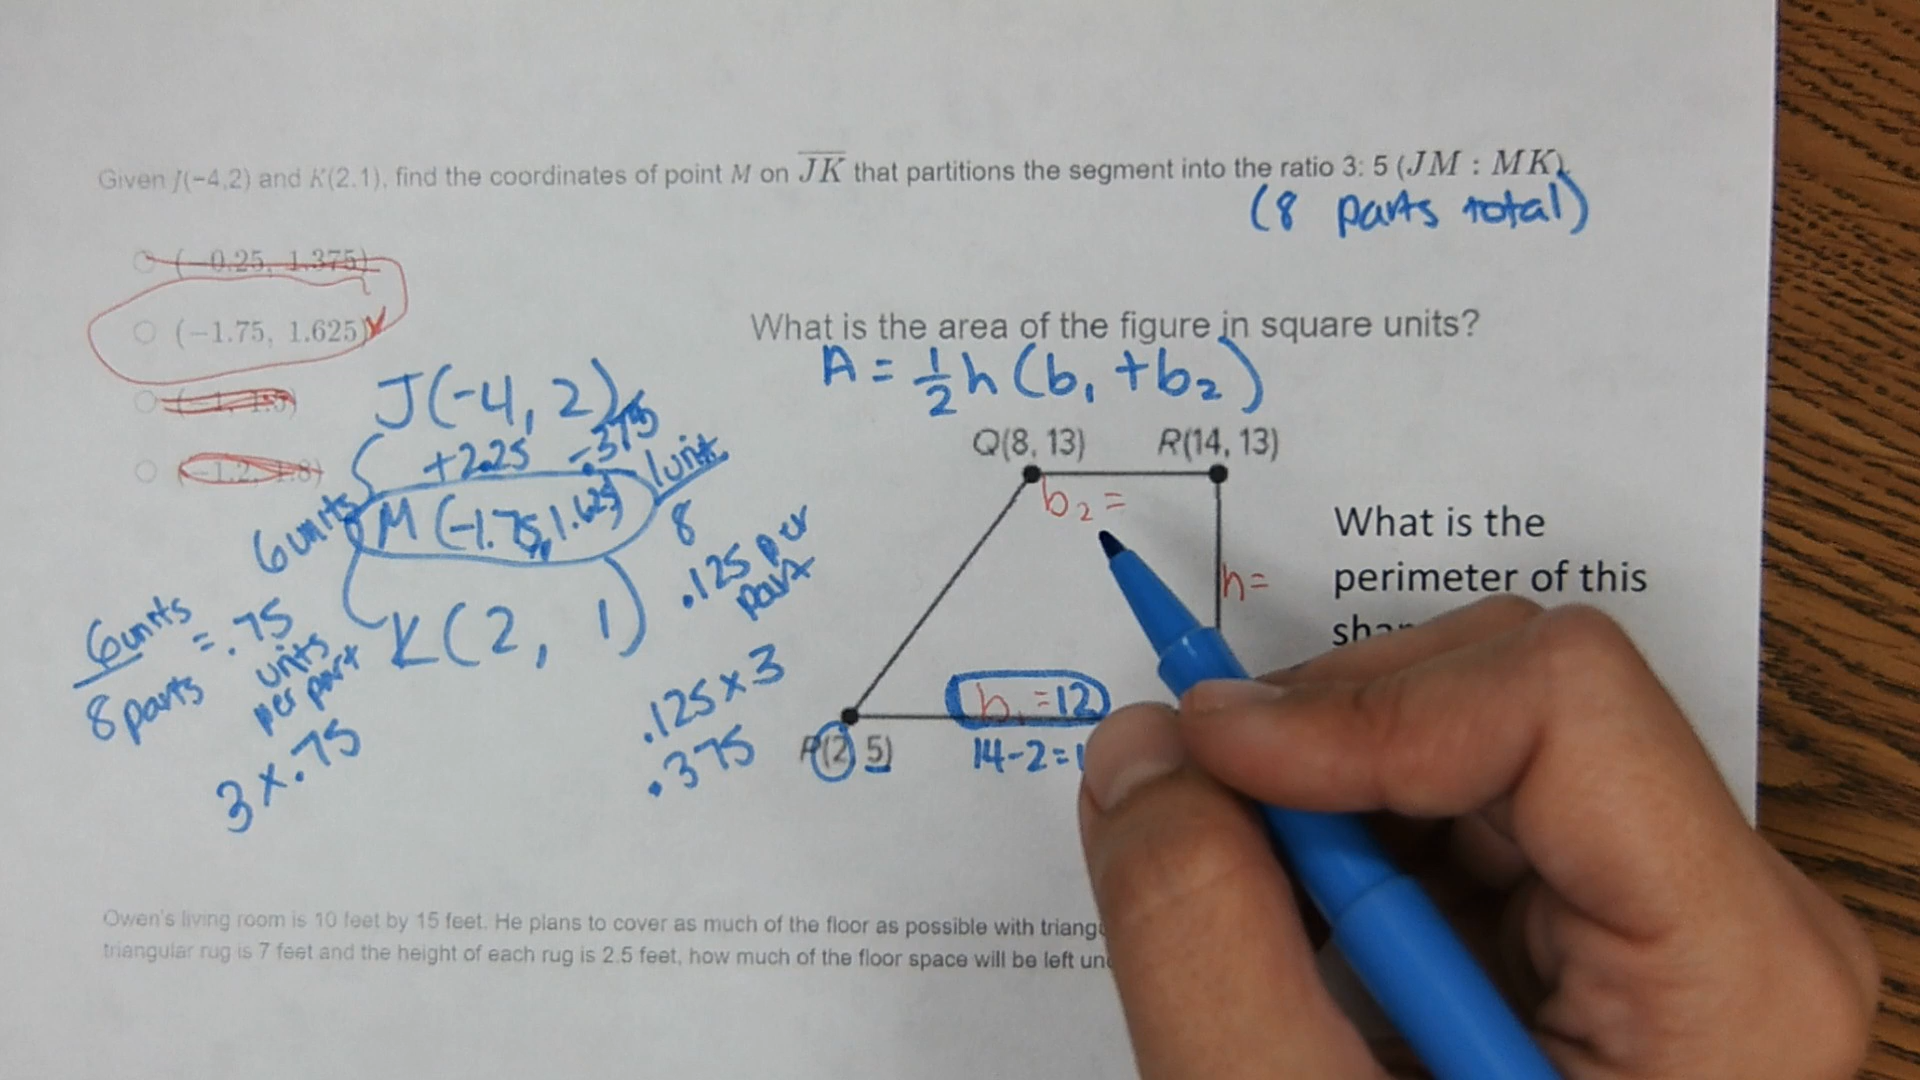 Given J(−4,2) and K(2,1), find the coordinates of point M on JK that partitions the segment into the ratio 3: 5 (JM : MK).
(8 parts total)
(−0.25, 1.375)
(−1.75, 1.625)
J(-4, 2)
+2.25 -.375
6 units
M (-1.75, 1.625)
1 unit
8
.125 per
part
K(2, 1)
6 units
8 parts
= .75
units
per part
3 x .75
.125 x 3
.375
What is the area of the figure in square units?
A = 1/2 h (b1 + b2)
Q(8, 13) R(14, 13)
b2 =
h=
b1 = 12
P(2, 5)
14-2=1
What is the
perimeter of this
Owen's living room is 10 feet by 15 feet. He plans to cover as much of the floor as possible with
triangular rug is 7 feet and the height of each rug is 2.5 feet, how much of the floor space will be left